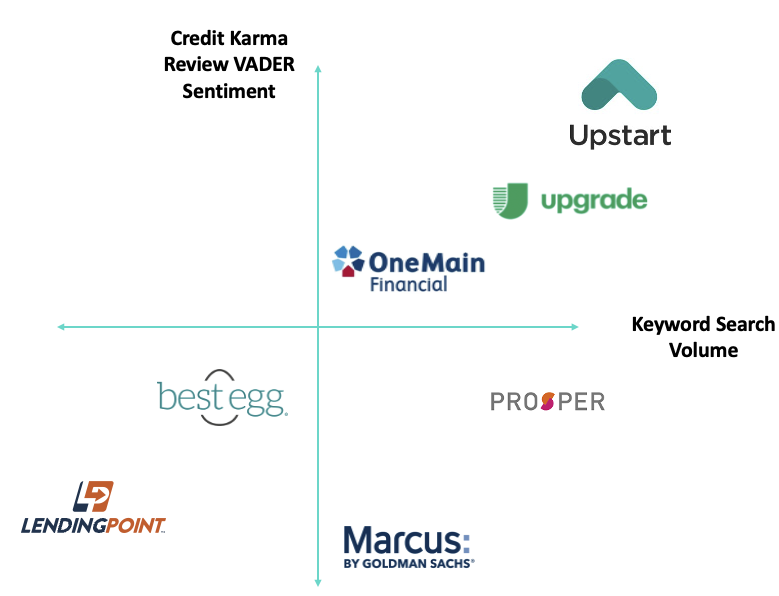 Credit Karma
Review VADER
Sentiment
Upstart
upgrade
OneMain
Financial
Keyword Search
Volume
best egg.
PROSPER
LENDINGPOINT
Marcus:
BY GOLDMAN SACHS®